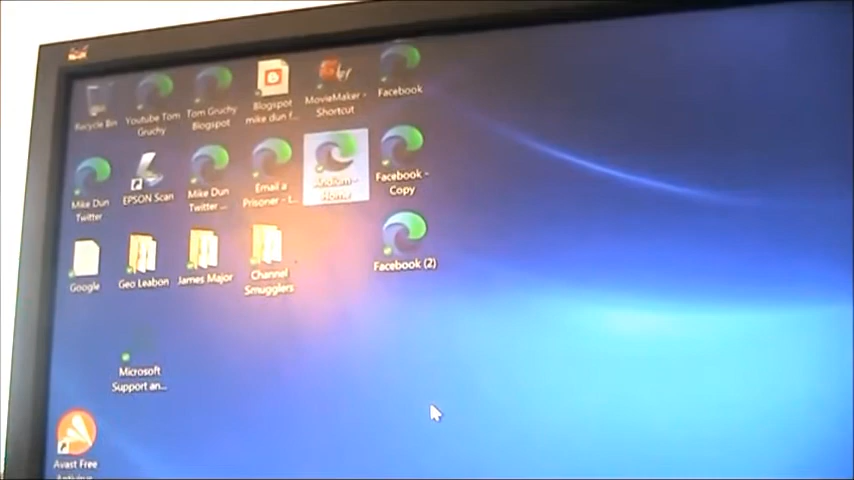 Recycle Bin
Youtube Tom
Gruchy
Tom Gruchy
Blogspot
Blogspot
mike dun f...
MovieMaker -
Shortcut
Facebook
Mike Dun
Twitter
EPSON Scan
Mike Dun
Twitter ...
Email a
Prisoner - I...
Andium -
Home
Facebook -
Copy
Google
Geo Leabon
James Major
Channel
Smugglers
Facebook (2)
Microsoft
Support an...
Avast Free
Antivirus